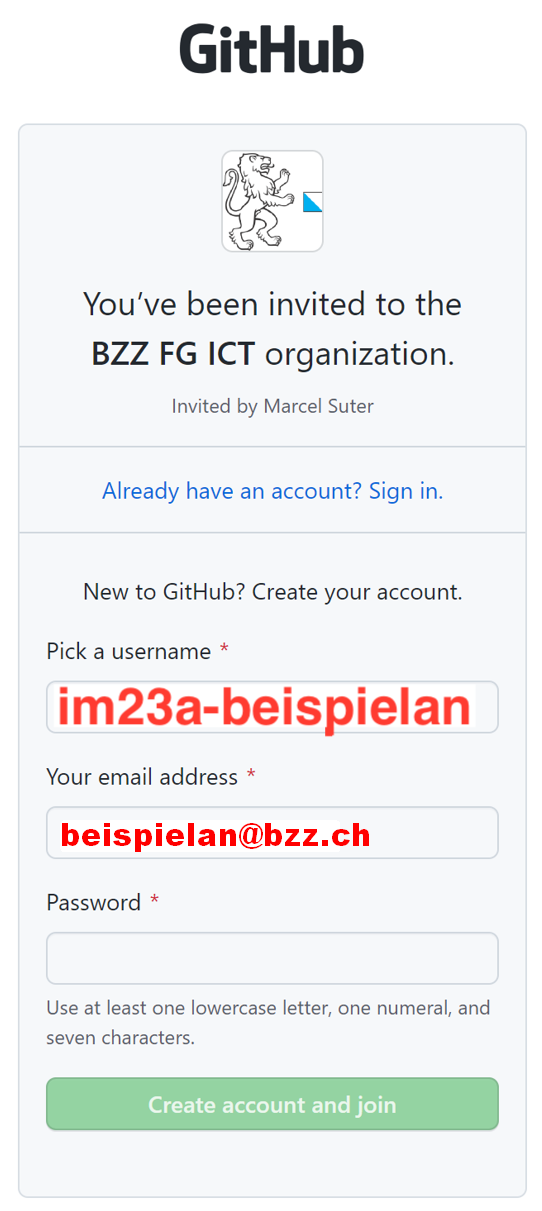 GitHub
You’ve been invited to the
BZZ FG ICT organization.
Invited by Marcel Suter
Already have an account? Sign in.
New to GitHub? Create your account.
Pick a username *
im23a-beispielan
Your email address *
beispielan@bzz.ch
Password *
Use at least one lowercase letter, one numeral, and
seven characters.
Create account and join